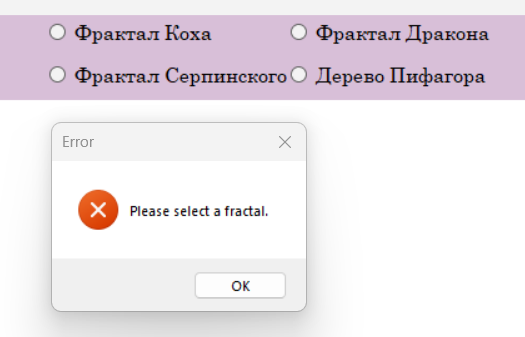 Фрактал Коха
Фрактал Дракона
Фрактал Серпинского
Дерево Пифагора
Error
Please select a fractal.
OK